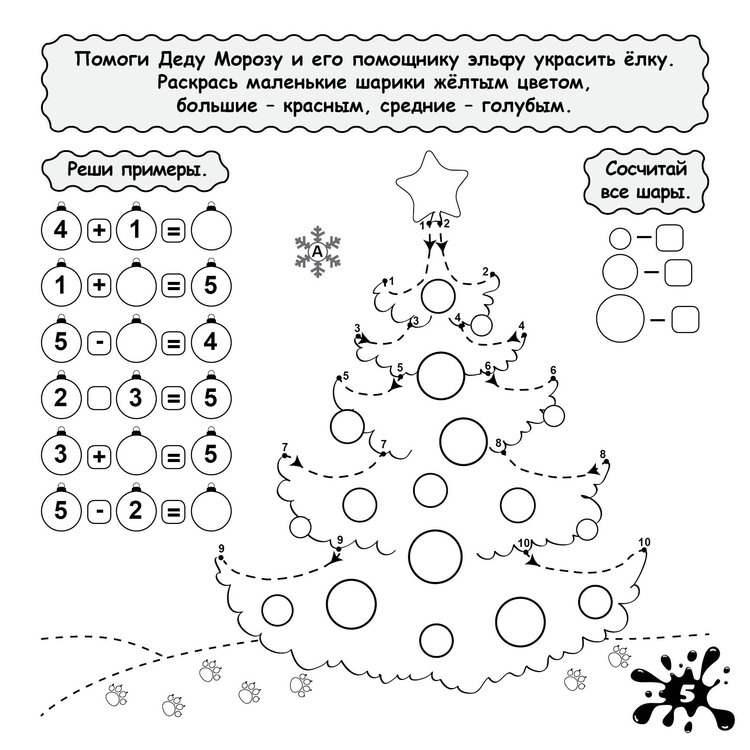 Помоги Деду Морозу и его помощнику эльфу украсить ёлку.
Раскрась маленькие шарики жёлтым цветом,
большие – красным, средние – голубым.
Реши примеры.
4 + 1 =
1 + = 5
5 - = 4
2 3 = 5
3 + = 5
5 - 2 =
Сосчитай
все шары.
–
–
–
А
1 2
1 2
3 3 4 4
5 5 6 6
7 7 8 8
9 9 10 10
5